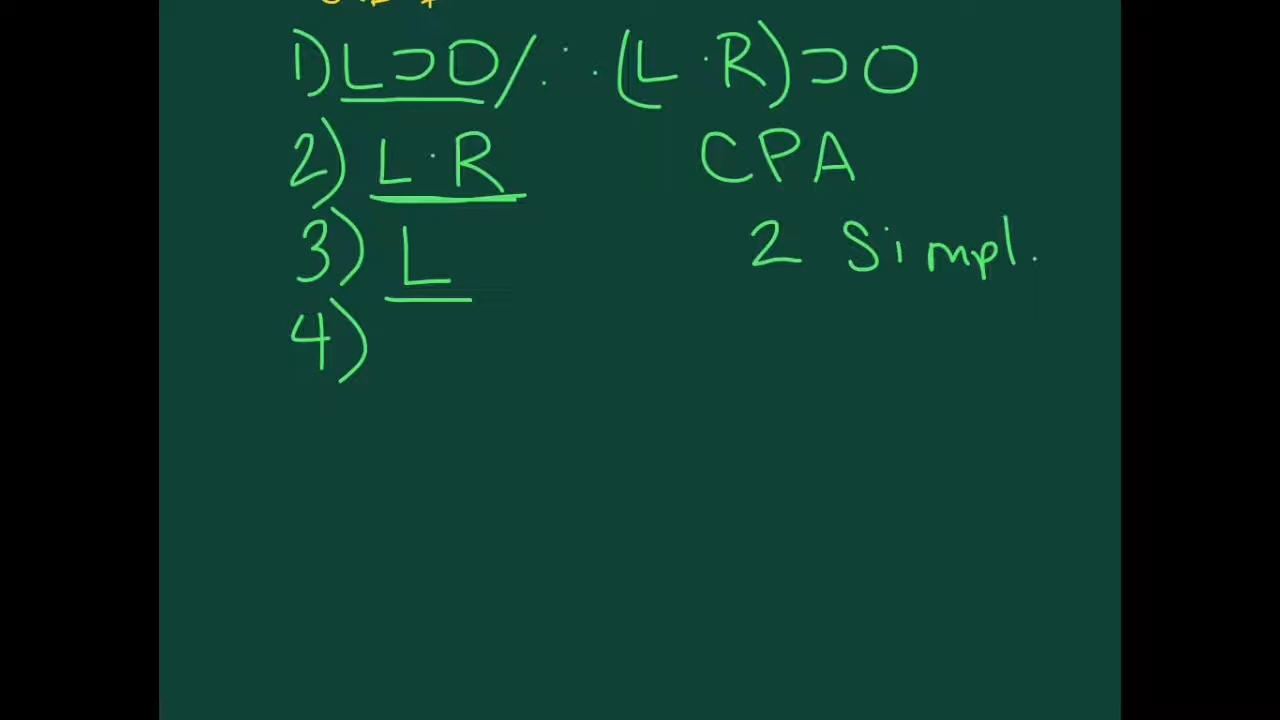 1) L ⊃ O / ∴ (L · R) ⊃ O
2) L · R CPA
3) L 2 Simpl.
4)